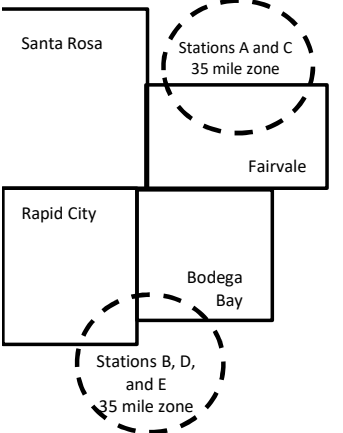 Santa Rosa
Stations A and C
35 mile zone
Fairvale
Rapid City
Bodega
Bay
Stations B, D,
and E
35 mile zone